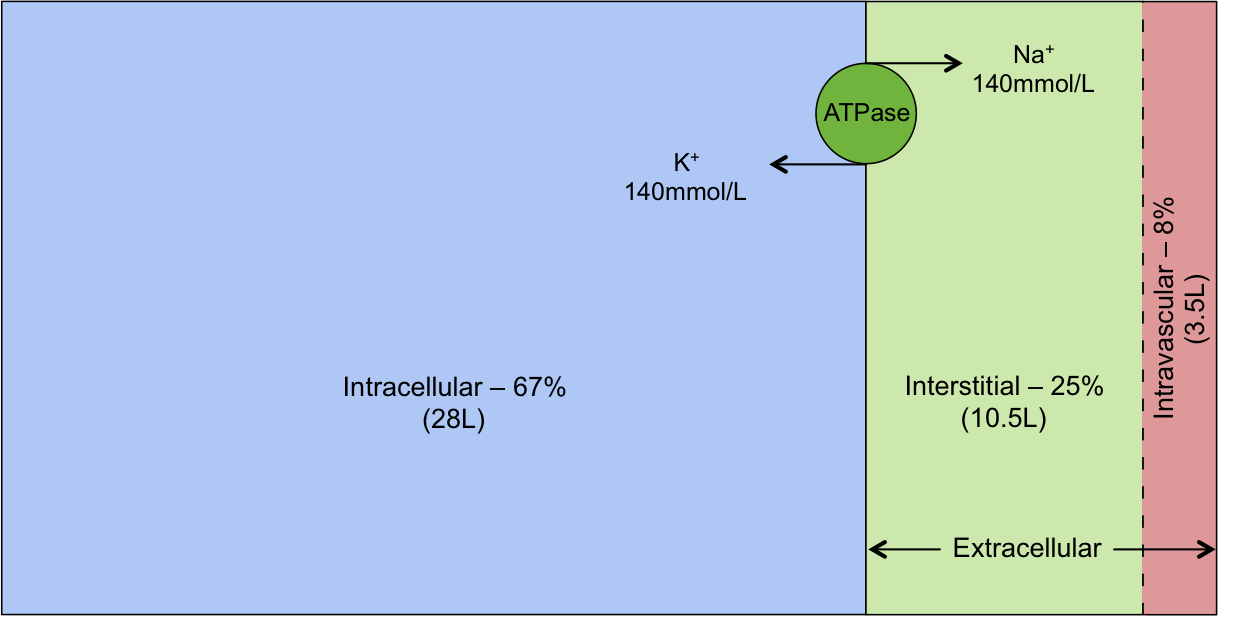 Na⁺
140mmol/L
ATPase
K⁺
140mmol/L
Intracellular – 67%
(28L)
Interstitial – 25%
(10.5L)
Intravascular – 8%
(3.5L)
Extracellular